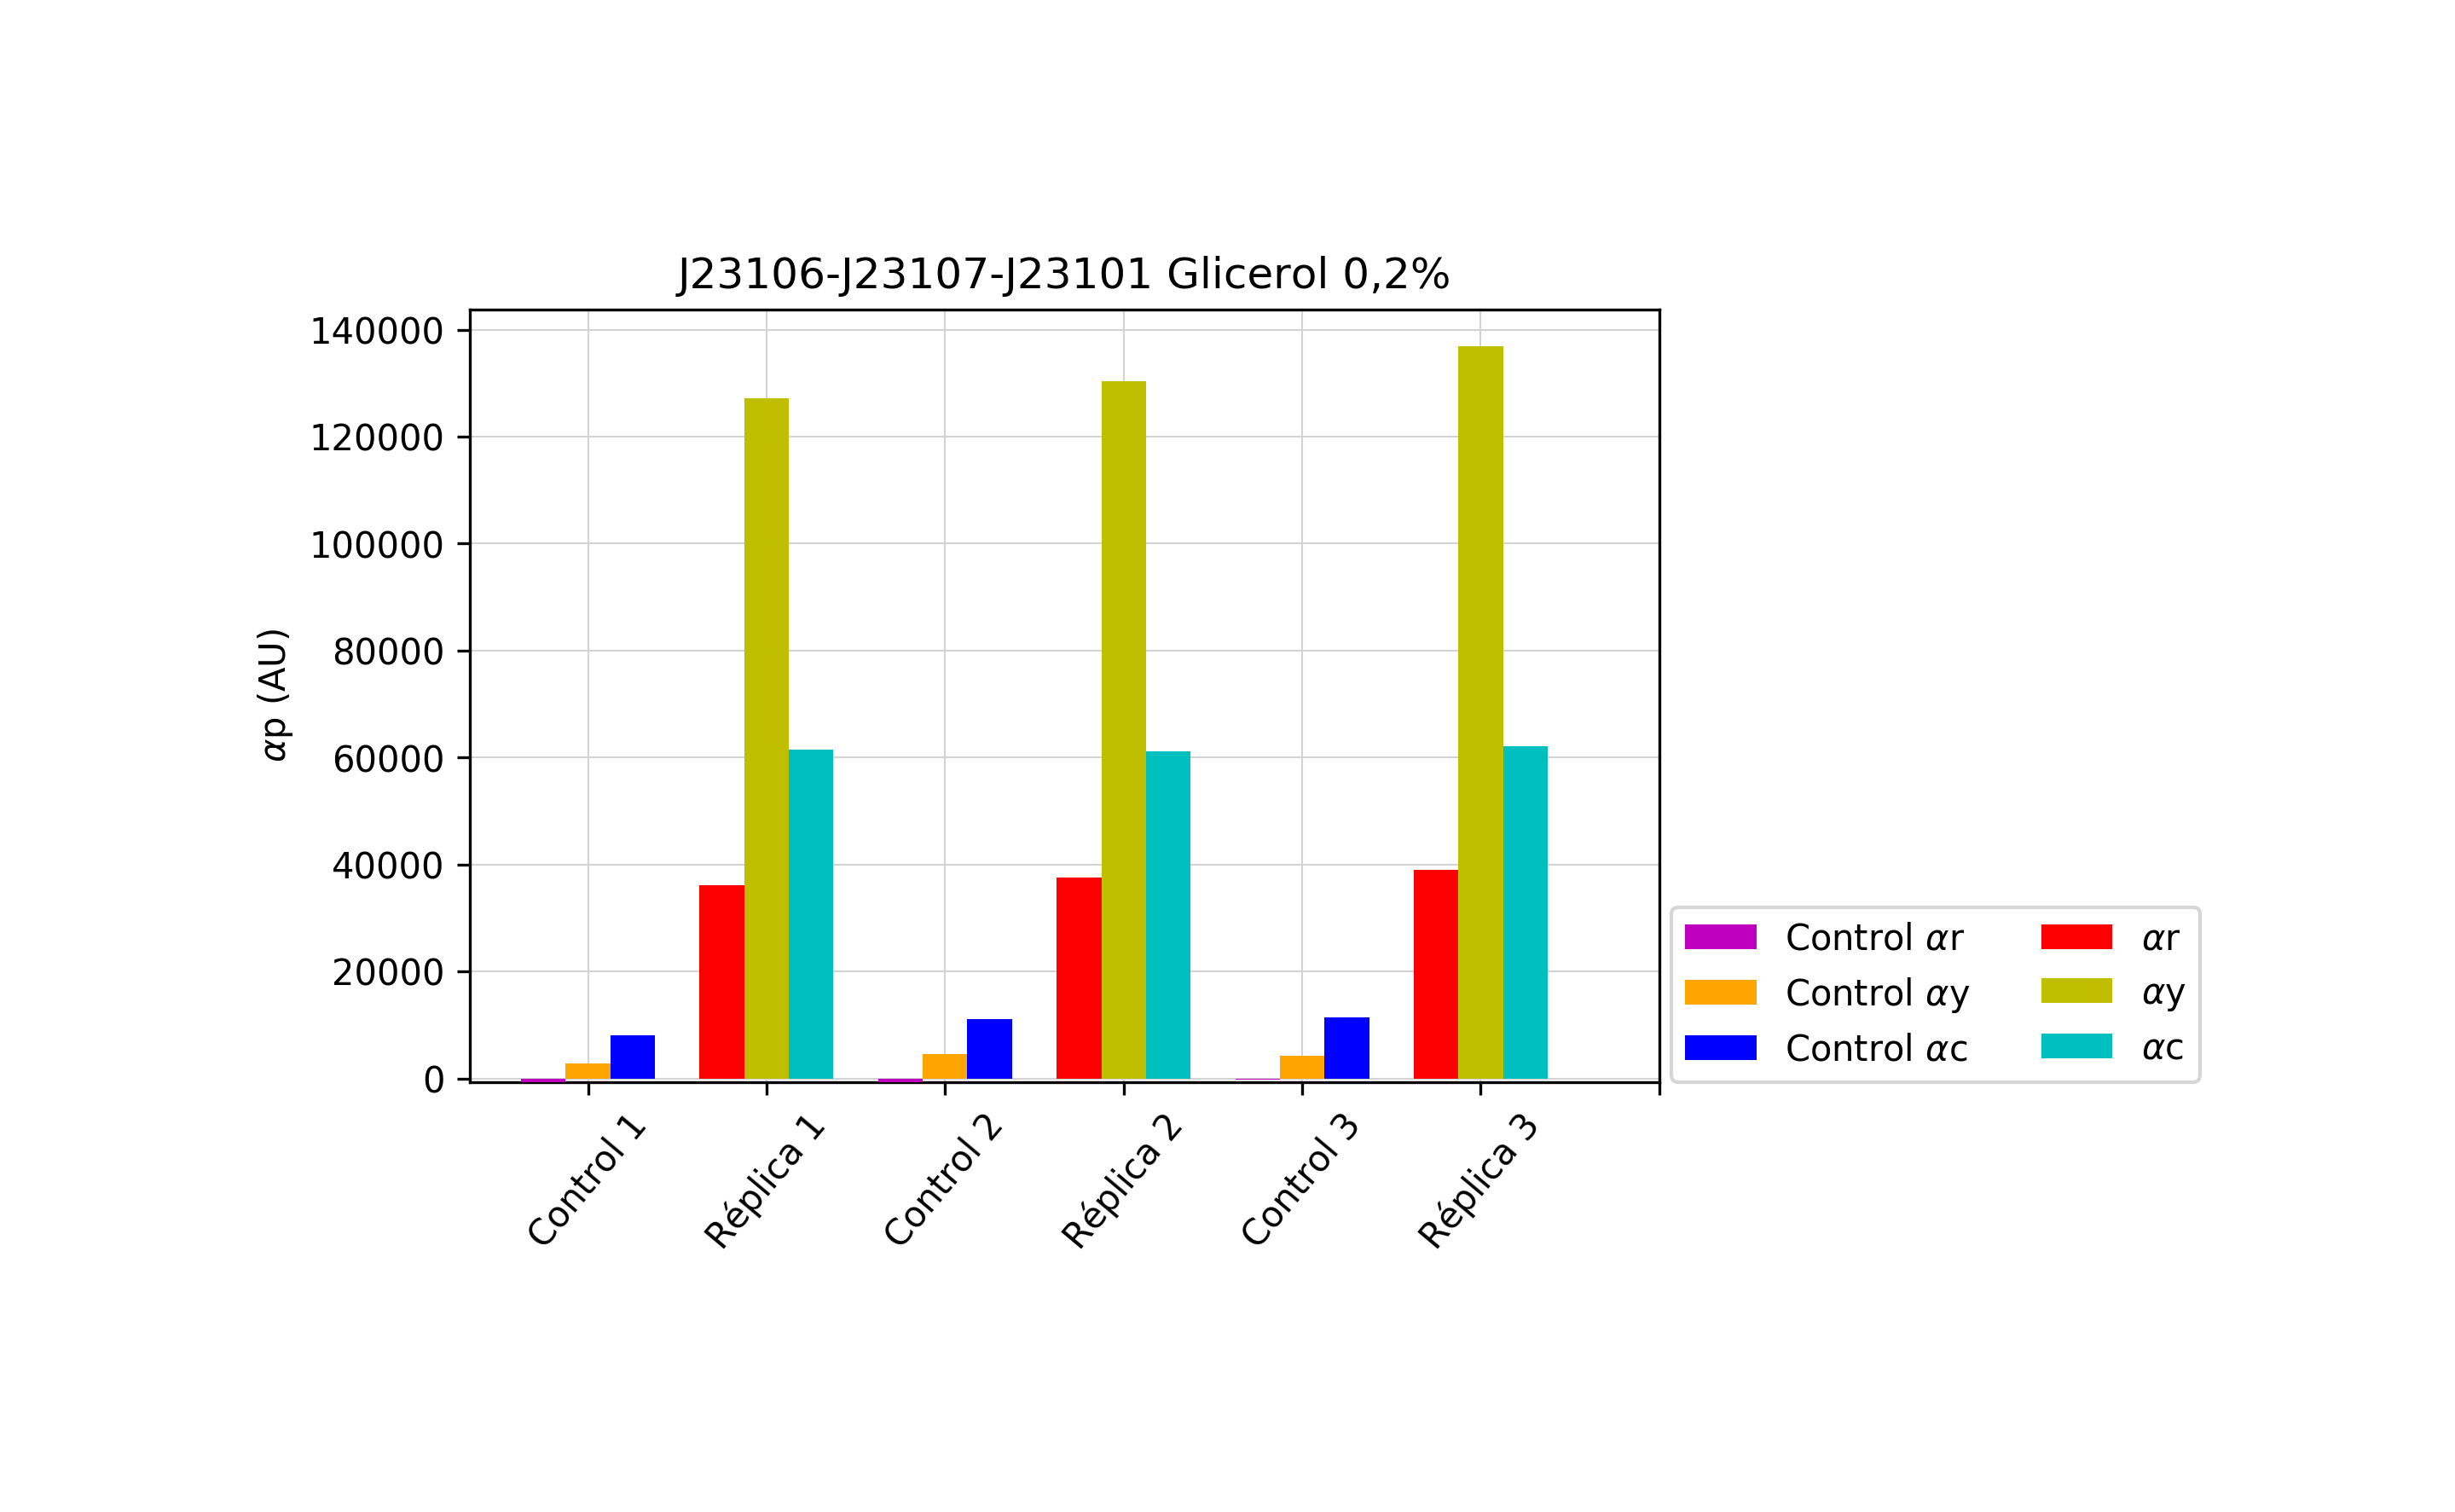 J23106-J23107-J23101 Glicerol 0,2%
αp (AU)
140000
120000
100000
80000
60000
40000
20000
0
Control 1
Réplica 1
Control 2
Réplica 2
Control 3
Réplica 3
Control αr
Control αy
Control αc
αr
αy
αc